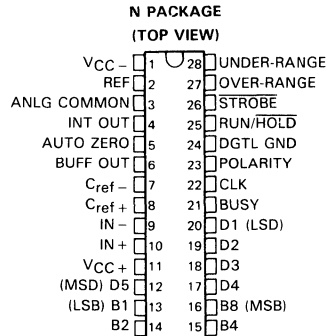 N PACKAGE
(TOP VIEW)
VCC − 1 28 UNDER-RANGE
REF 2 27 OVER-RANGE
ANLG COMMON 3 26 STROBE
INT OUT 4 25 RUN/HOLD
AUTO ZERO 5 24 DGTL GND
BUFF OUT 6 23 POLARITY
Cref − 7 22 CLK
Cref + 8 21 BUSY
IN − 9 20 D1 (LSD)
IN + 10 19 D2
VCC + 11 18 D3
(MSD) D5 12 17 D4
(LSB) B1 13 16 B8 (MSB)
B2 14 15 B4